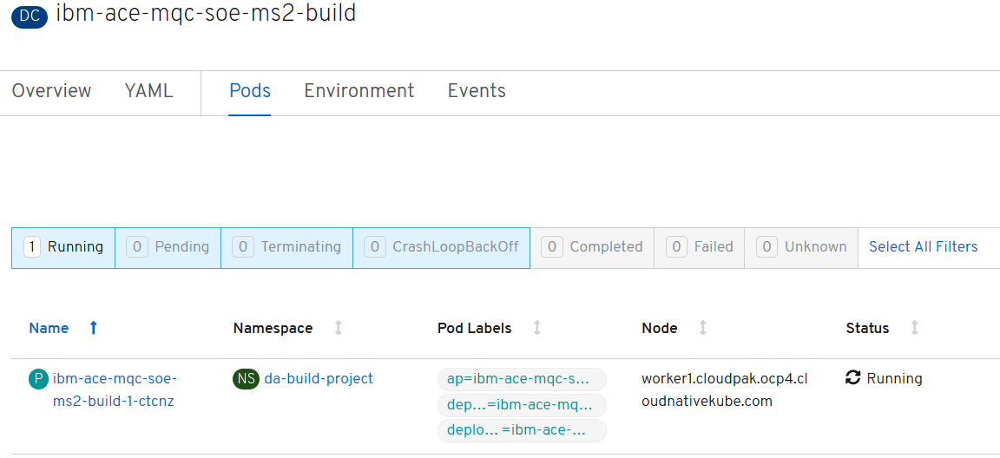 DC ibm-ace-mqc-soe-ms2-build
Overview YAML Pods Environment Events
1 Running 0 Pending 0 Terminating 0 CrashLoopBackOff 0 Completed 0 Failed 0 Unknown Select All Filters
Name Namespace Pod Labels Node Status
P ibm-ace-mqc-soe- NS da-build-project ap=ibm-ace-mqc-s... worker1.cloudpak.ocp4.cl Running
ms2-build-1-ctcnz dep...=ibm-ace-mq... oudnativekube.com
deplo... =ibm-ace-...